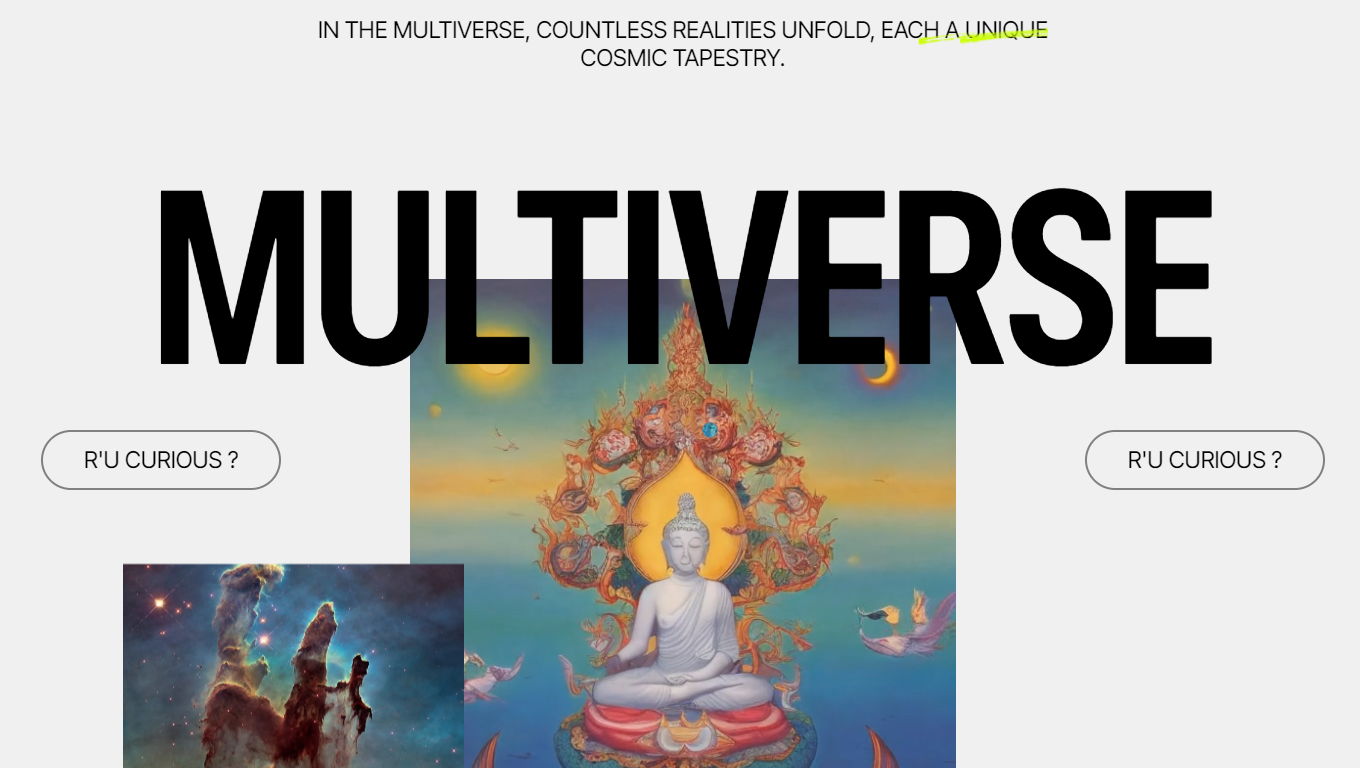 IN THE MULTIVERSE, COUNTLESS REALITIES UNFOLD, EACH A UNIQUE
COSMIC TAPESTRY.
MULTIVERSE
R'U CURIOUS ?
R'U CURIOUS ?